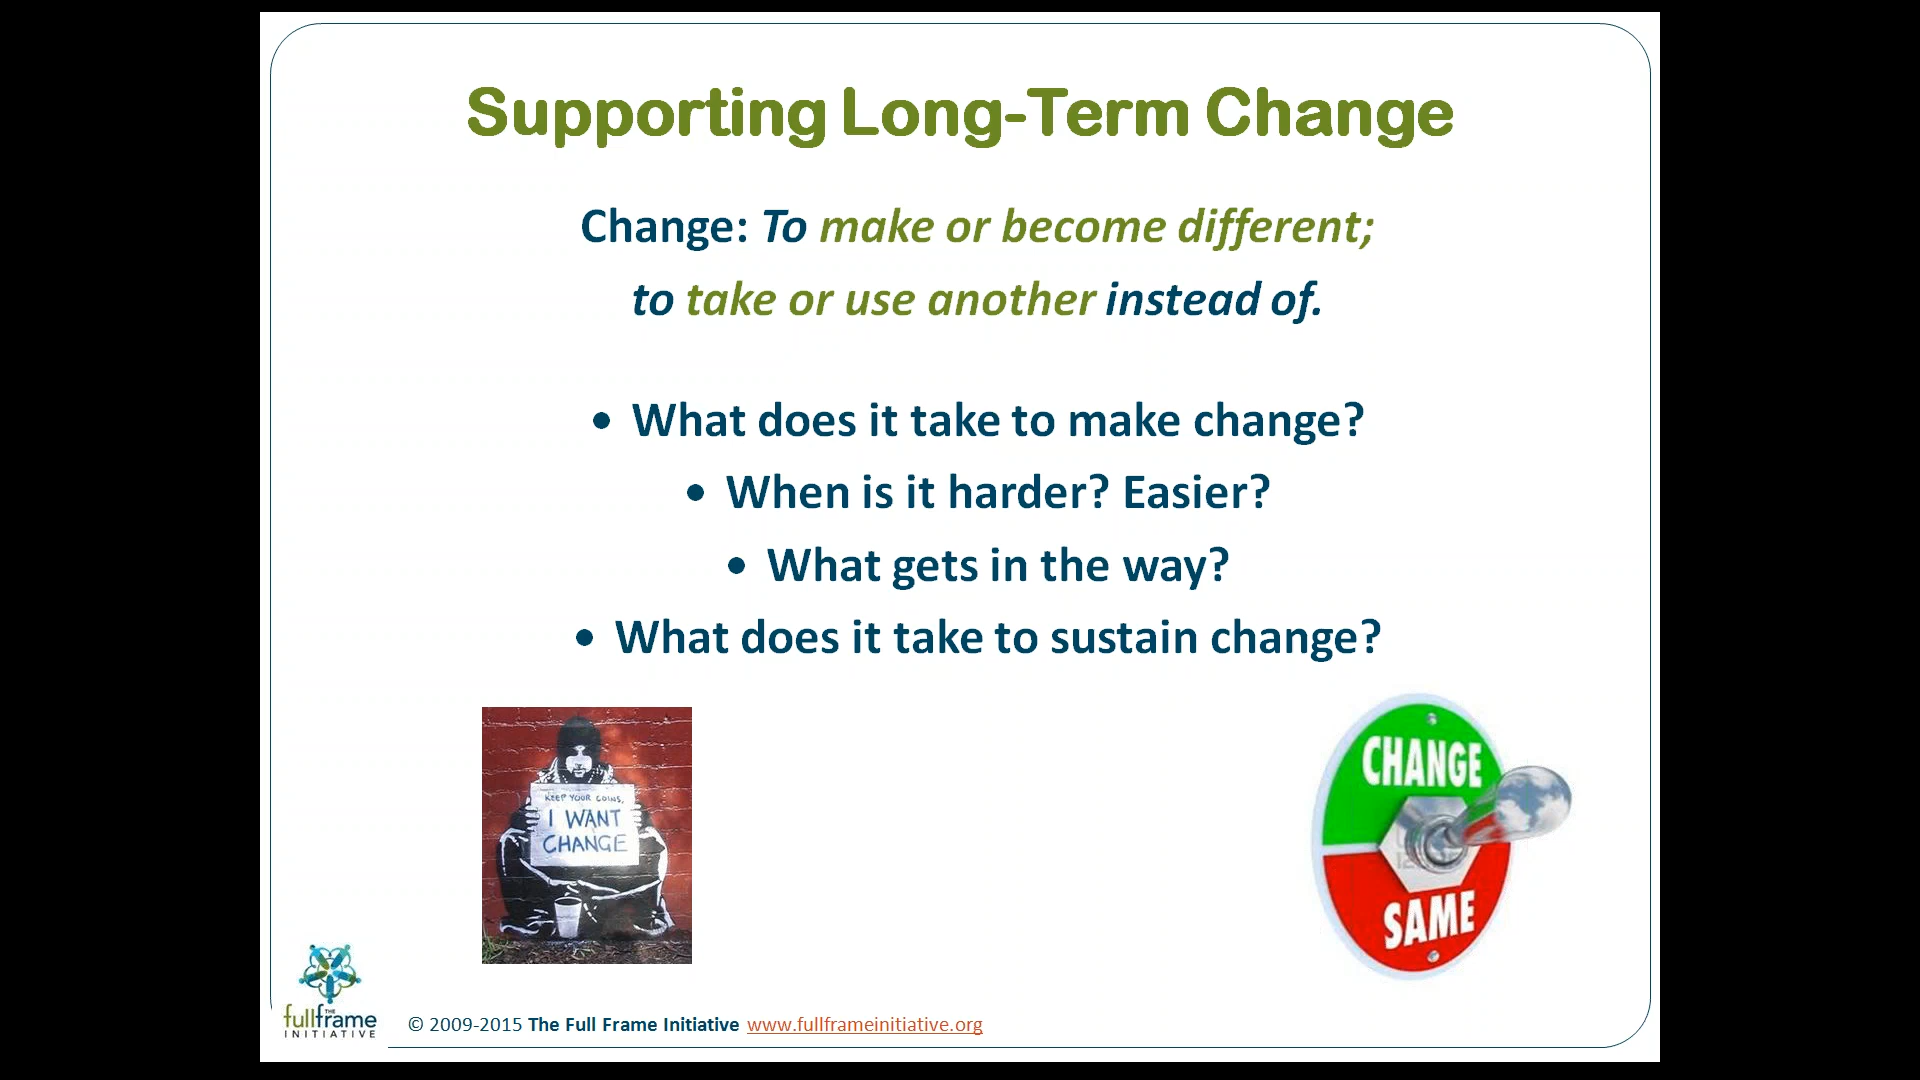 Supporting Long-Term Change
Change: To make or become different;
to take or use another instead of.
• What does it take to make change?
• When is it harder? Easier?
• What gets in the way?
• What does it take to sustain change?
KEEP YOUR COINS,
I WANT
CHANGE
CHANGE
SAME
THE
fullframe
INITIATIVE
© 2009-2015 The Full Frame Initiative www.fullframeinitiative.org